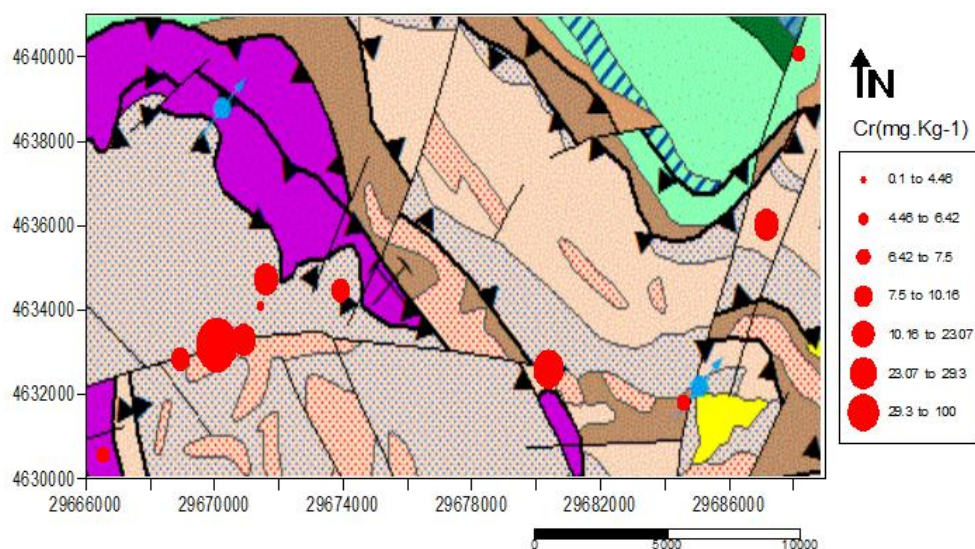 4640000
4638000
4636000
4634000
4632000
4630000
29666000 29670000 29674000 29678000 29682000 29686000
0 5000 10000
N
Cr(mg.Kg-1)
0.1 to 4.46
4.46 to 6.42
6.42 to 7.5
7.5 to 10.16
10.16 to 23.07
23.07 to 29.3
29.3 to 100